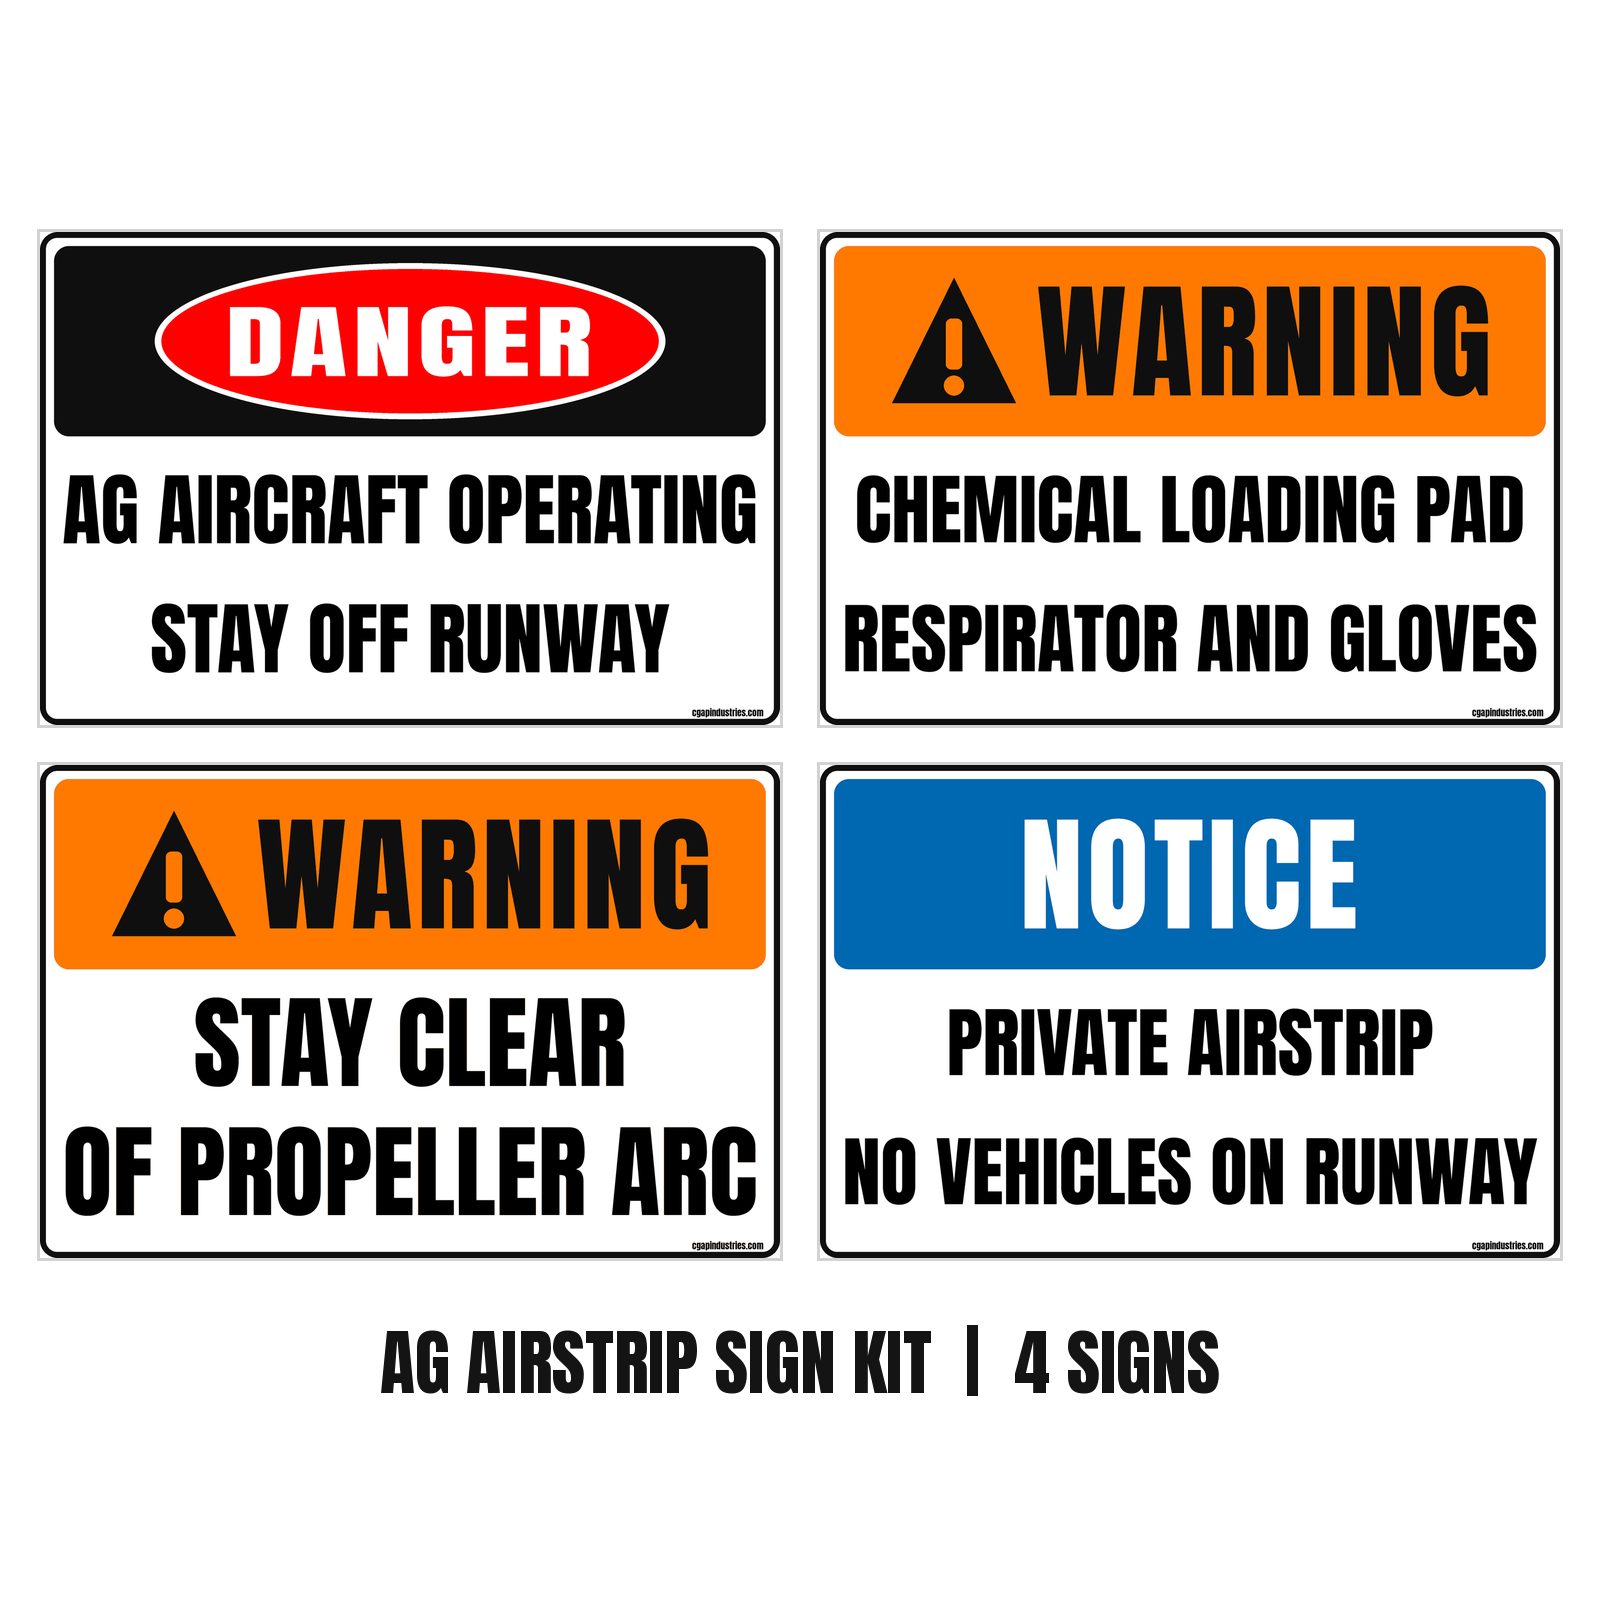 DANGER
AG AIRCRAFT OPERATING
STAY OFF RUNWAY
cgapindustries.com
WARNING
CHEMICAL LOADING PAD
RESPIRATOR AND GLOVES
cgapindustries.com
WARNING
STAY CLEAR
OF PROPELLER ARC
cgapindustries.com
NOTICE
PRIVATE AIRSTRIP
NO VEHICLES ON RUNWAY
cgapindustries.com
AG AIRSTRIP SIGN KIT | 4 SIGNS